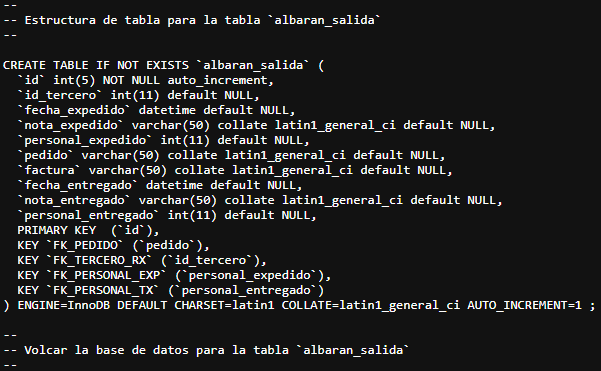 --
-- Estructura de tabla para la tabla `albaran_salida`
--
CREATE TABLE IF NOT EXISTS `albaran_salida` (
`id` int(5) NOT NULL auto_increment,
`id_tercero` int(11) default NULL,
`fecha_expedido` datetime default NULL,
`nota_expedido` varchar(50) collate latin1_general_ci default NULL,
`personal_expedido` int(11) default NULL,
`pedido` varchar(50) collate latin1_general_ci default NULL,
`factura` varchar(50) collate latin1_general_ci default NULL,
`fecha_entregado` datetime default NULL,
`nota_entregado` varchar(50) collate latin1_general_ci default NULL,
`personal_entregado` int(11) default NULL,
PRIMARY KEY  (`id`),
KEY `FK_PEDIDO` (`pedido`),
KEY `FK_TERCERO_RX` (`id_tercero`),
KEY `FK_PERSONAL_EXP` (`personal_expedido`),
KEY `FK_PERSONAL_TX` (`personal_entregado`)
) ENGINE=InnoDB DEFAULT CHARSET=latin1 COLLATE=latin1_general_ci AUTO_INCREMENT=1 ;
--
-- Volcar la base de datos para la tabla `albaran_salida`
--